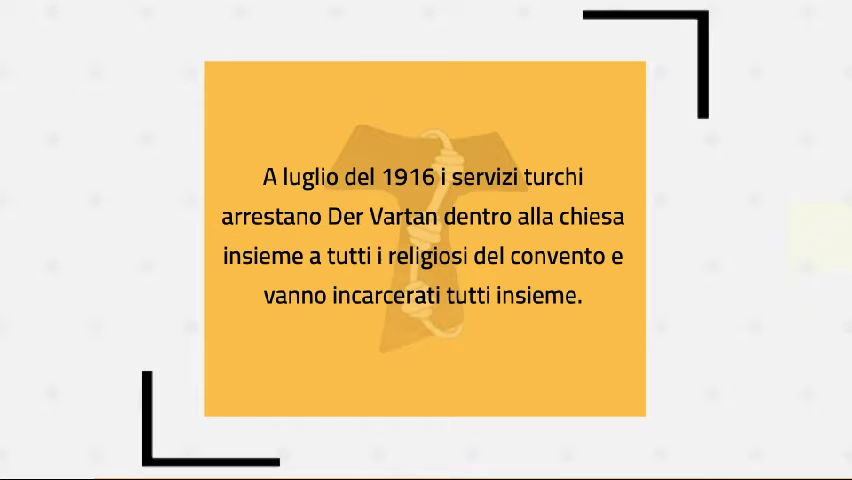 A luglio del 1916 i servizi turchi
arrestano Der Vartan dentro alla chiesa
insieme a tutti i religiosi del convento e
vanno incarcerati tutti insieme.